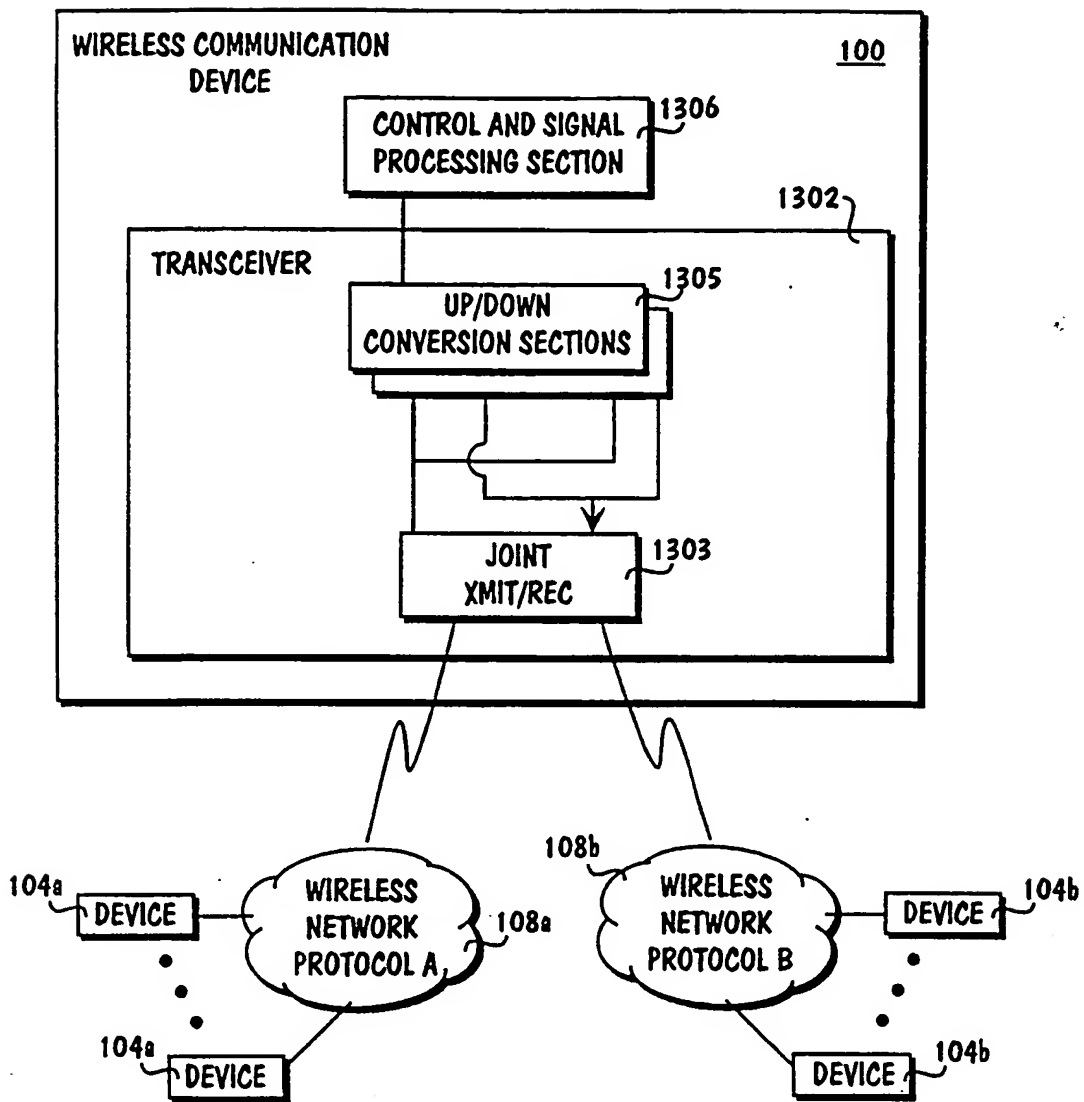 WIRELESS COMMUNICATION
DEVICE
100
CONTROL AND SIGNAL
PROCESSING SECTION
1306
1302
TRANSCEIVER
UP/DOWN
CONVERSION SECTIONS
1305
JOINT
XMIT/REC
1303
104a
DEVICE
WIRELESS
NETWORK
PROTOCOL A
108a
104a
DEVICE
108b
WIRELESS
NETWORK
PROTOCOL B
DEVICE
104b
DEVICE
104b